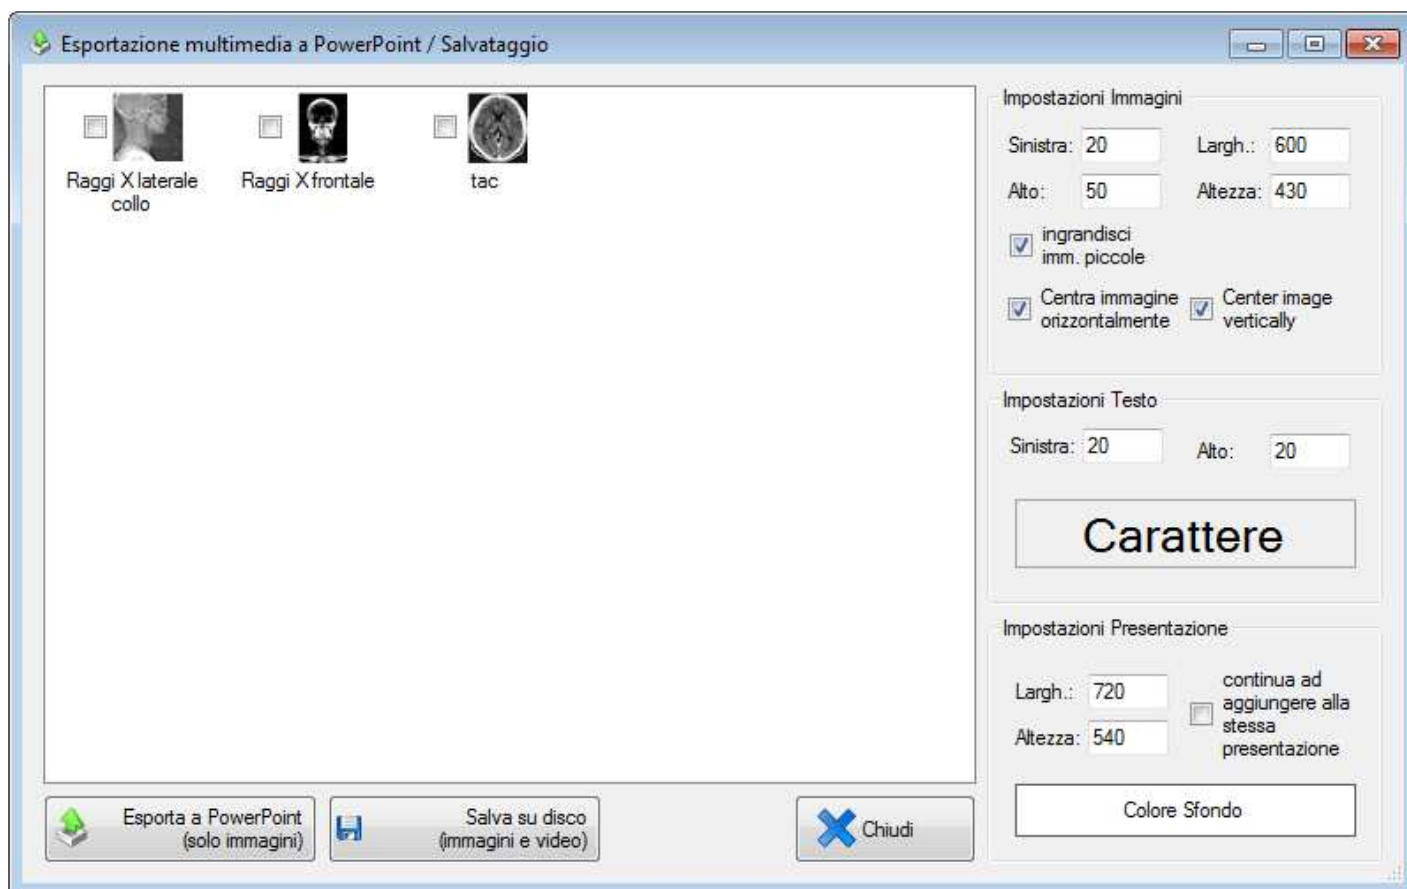 Esportazione multimedia a PowerPoint / Salvataggio
Raggi X laterale
collo
Raggi X frontale
tac
Impostazioni Immagini
Sinistra: 20 Largh.: 600
Alto: 50 Altezza: 430
ingrandisci
imm. piccole
Centra immagine
orizzontalmente
Center image
vertically
Impostazioni Testo
Sinistra: 20 Alto: 20
Carattere
Impostazioni Presentazione
Largh.: 720
Altezza: 540
continua ad
aggiungere alla
stessa
presentazione
Colore Sfondo
Esporta a PowerPoint
(solo immagini)
Salva su disco
(immagini e video)
Chiudi